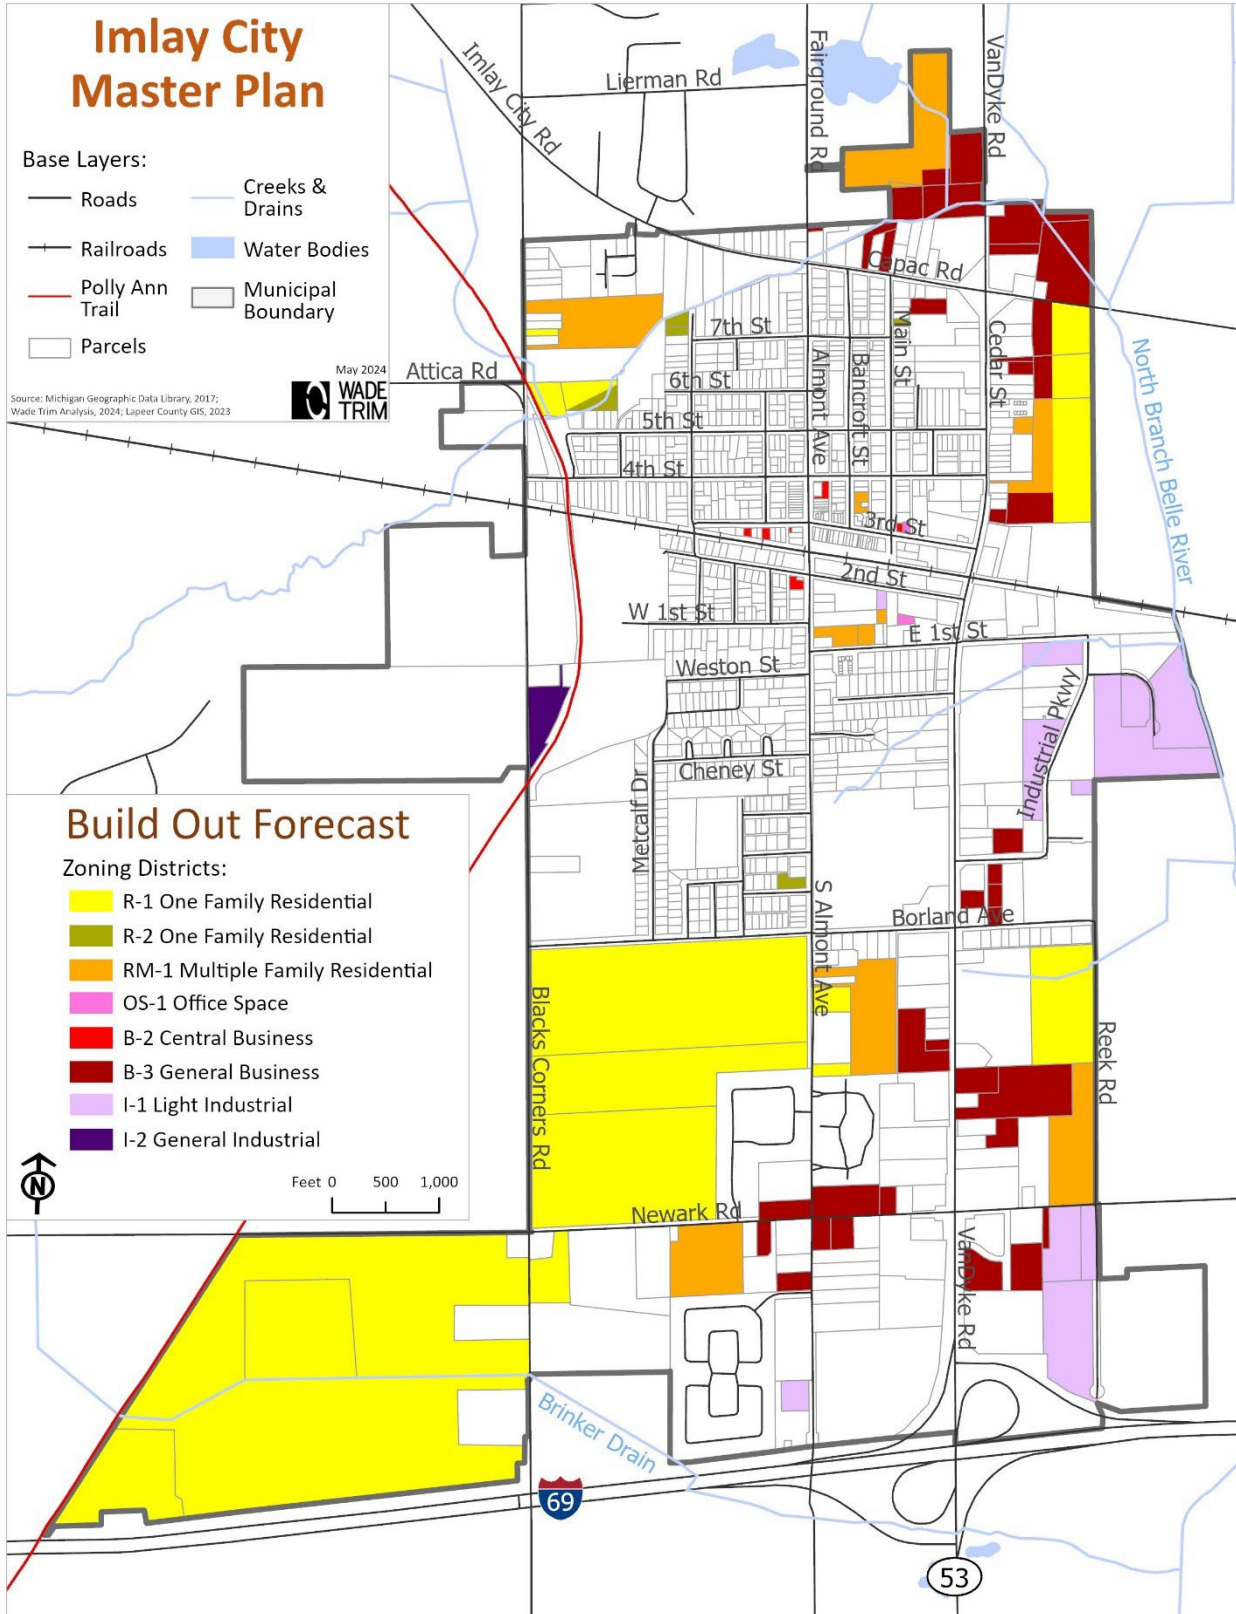 Imlay City
Master Plan
Base Layers:
Roads
Creeks &
Drains
Railroads
Water Bodies
Polly Ann
Trail
Municipal
Boundary
Parcels
May 2024
WADE
TRIM
Source: Michigan Geographic Data Library, 2017;
Wade Trim Analysis, 2024; Lapeer County GIS, 2023
Imlay City Rd
Lierman Rd
Fairground Rd
VanDyke Rd
Capac Rd
7th St
Main St
Cedar St
Almont Ave
Bancroft St
Attica Rd
6th St
5th St
4th St
3rd St
2nd St
North Branch Belle River
W 1st St
E 1st St
Weston St
Industrial Pkwy
Cheney St
Metcalf Dr
S Almont Ave
Borland Ave
Blacks Corners Rd
Reek Rd
Newark Rd
VanDyke Rd
Brinker Drain
69
53
Build Out Forecast
Zoning Districts:
R-1 One Family Residential
R-2 One Family Residential
RM-1 Multiple Family Residential
OS-1 Office Space
B-2 Central Business
B-3 General Business
I-1 Light Industrial
I-2 General Industrial
N
Feet 0 500 1,000